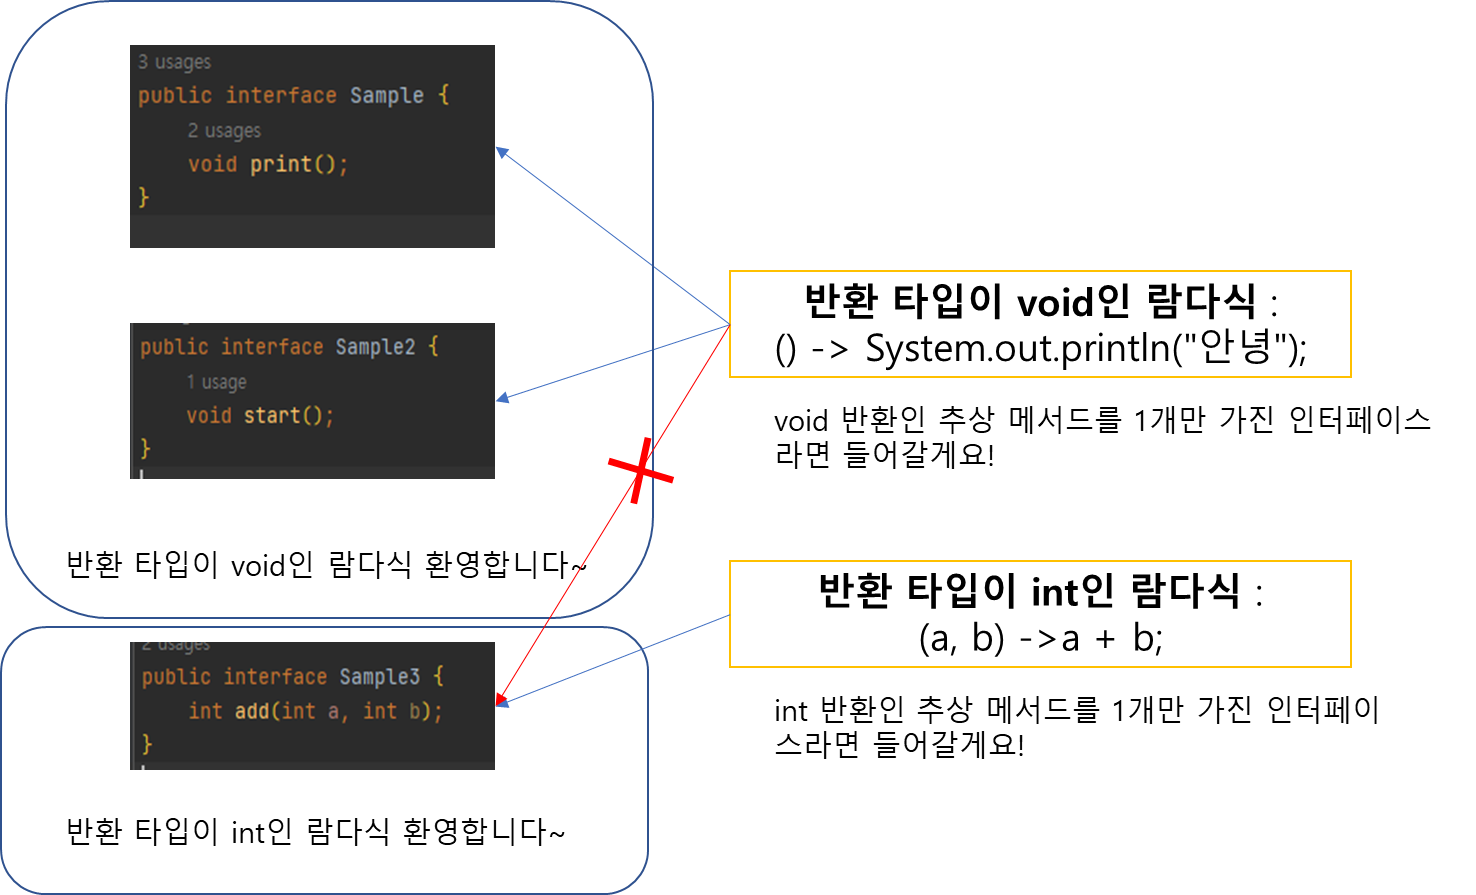 3 usages
public interface Sample {
2 usages
void print();
}
public interface Sample2 {
1 usage
void start();
}
반환 타입이 void인 람다식 환영합니다~
2 usages
public interface Sample3 {
int add(int a, int b);
}
반환 타입이 int인 람다식 환영합니다~
반환 타입이 void인 람다식 :
() -> System.out.println("안녕");
void 반환인 추상 메서드를 1개만 가진 인터페이스
라면 들어갈게요!
반환 타입이 int인 람다식 :
(a, b) ->a + b;
int 반환인 추상 메서드를 1개만 가진 인터페이
스라면 들어갈게요!